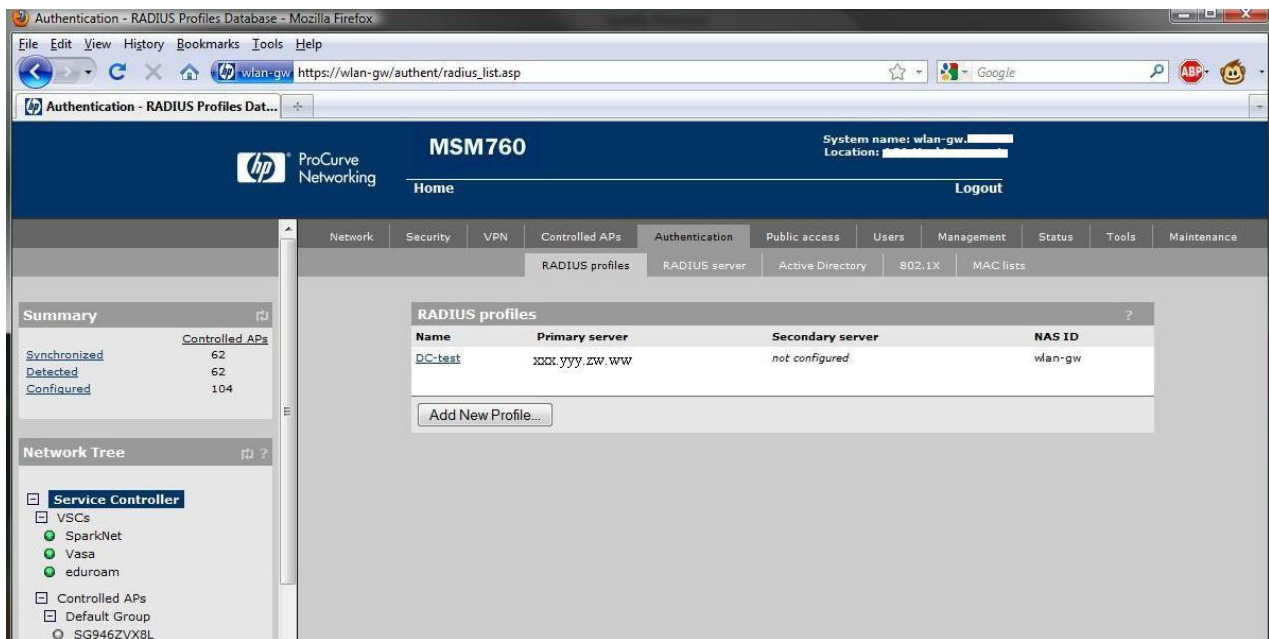 Authentication - RADIUS Profiles Database - Mozilla Firefox
File Edit View History Bookmarks Tools Help
wlan-gw https://wlan-gw/authent/radius_list.asp
Google
ABP
Authentication - RADIUS Profiles Dat...
hp ProCurve Networking
MSM760
System name: wlan-gw.
Location:
Home Logout
Network Security VPN Controlled APs Authentication Public access Users Management Status Tools Maintenance
RADIUS profiles RADIUS server Active Directory 802.1X MAC lists
Summary
Controlled APs
Synchronized 62
Detected 62
Configured 104
Network Tree ?
Service Controller
VSCs
SparkNet
Vasa
eduroam
Controlled APs
Default Group
SG946ZVX8L
RADIUS profiles ?
Name Primary server Secondary server NAS ID
DC-test xxx.yyy.zw.ww not configured wlan-gw
Add New Profile...